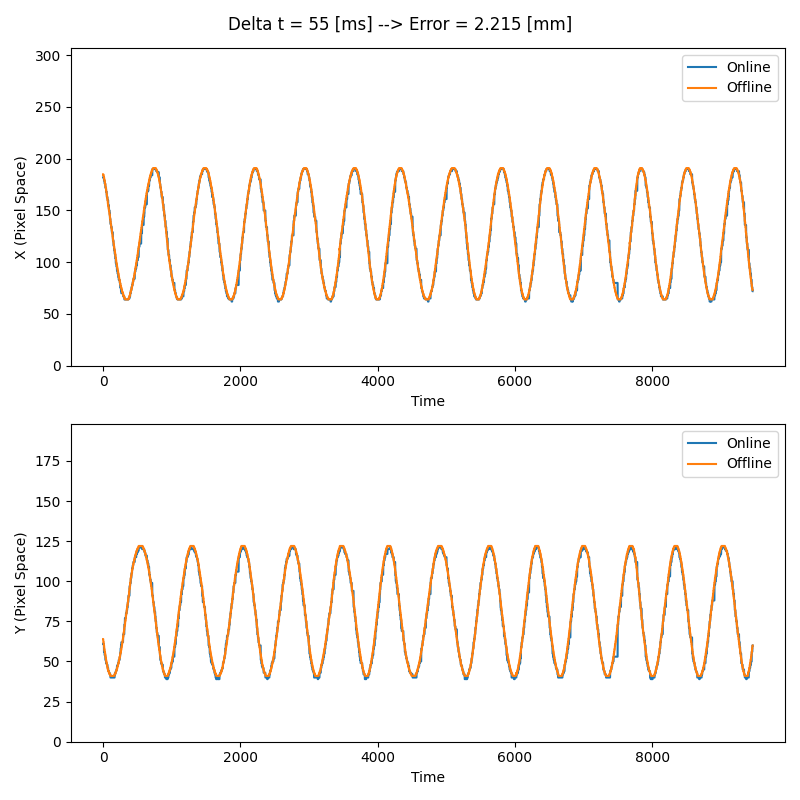 Delta t = 55 [ms] --> Error = 2.215 [mm]
300
250
200
150
100
50
0
X (Pixel Space)
Online
Offline
0 2000 4000 6000 8000
Time
175
150
125
100
75
50
25
0
Y (Pixel Space)
Online
Offline
0 2000 4000 6000 8000
Time